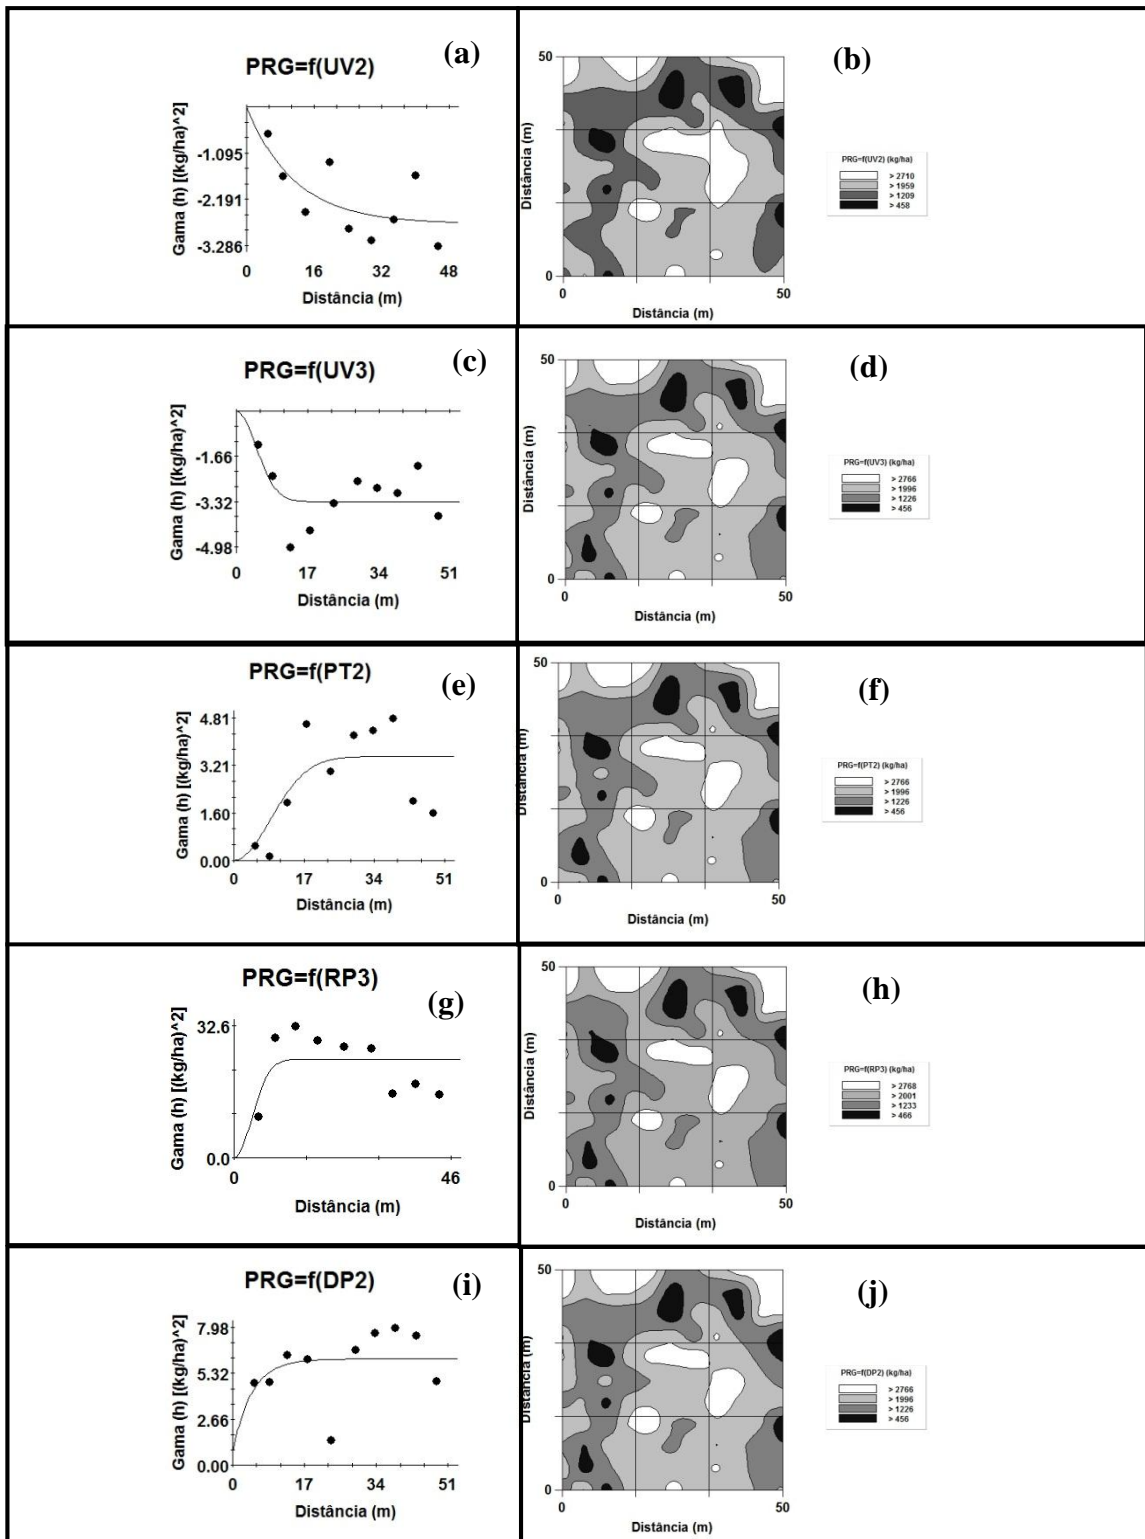 (a)
PRG=f(UV2)
Gama (h) [(kg/ha)^2]
-1.095
-2.191
-3.286
0 16 32 48
Distância (m)
(b)
50
Distância (m)
0
0 50
Distância (m)
PRG=f(UV2) (kg/ha)
> 2710
> 1959
> 1209
> 458
(c)
PRG=f(UV3)
Gama (h) [(kg/ha)^2]
-1.66
-3.32
-4.98
0 17 34 51
Distância (m)
(d)
50
Distância (m)
0
0 50
Distância (m)
PRG=f(UV3) (kg/ha)
> 2766
> 1996
> 1226
> 456
(e)
PRG=f(PT2)
Gama (h) [(kg/ha)^2]
4.81
3.21
1.60
0.00
0 17 34 51
Distância (m)
(f)
50
Distância (m)
0
0 50
Distância (m)
PRG=f(PT2) (kg/ha)
> 2766
> 1996
> 1226
> 456
(g)
PRG=f(RP3)
Gama (h) [(kg/ha)^2]
32.6
0.0
0 46
Distância (m)
(h)
50
Distância (m)
0
0 50
Distância (m)
PRG=f(RP3) (kg/ha)
> 2768
> 2001
> 1233
> 466
(i)
PRG=f(DP2)
Gama (h) [(kg/ha)^2]
7.98
5.32
2.66
0.00
0 17 34 51
Distância (m)
(j)
50
Distância (m)
0
0 50
Distância (m)
PRG=f(DP2) (kg/ha)
> 2766
> 1996
> 1226
> 456